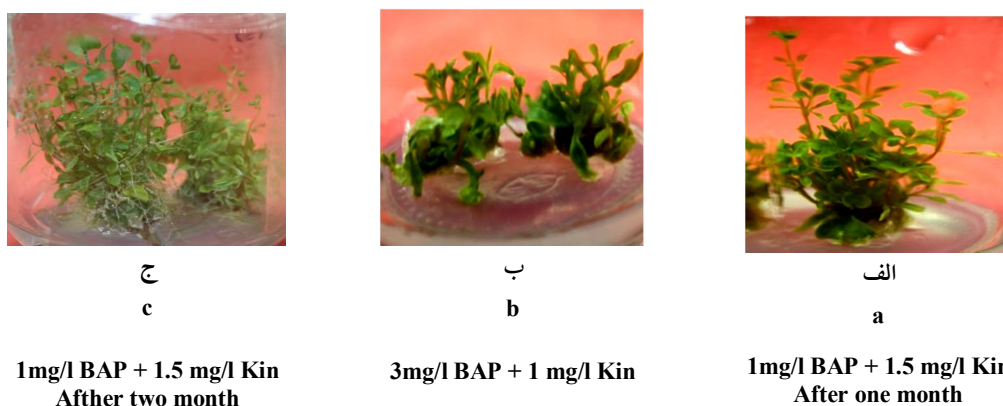 الف
a
1mg/l BAP + 1.5 mg/l Kin
After one month
ب
b
3mg/l BAP + 1 mg/l Kin
ج
c
1mg/l BAP + 1.5 mg/l Kin
Afther two month